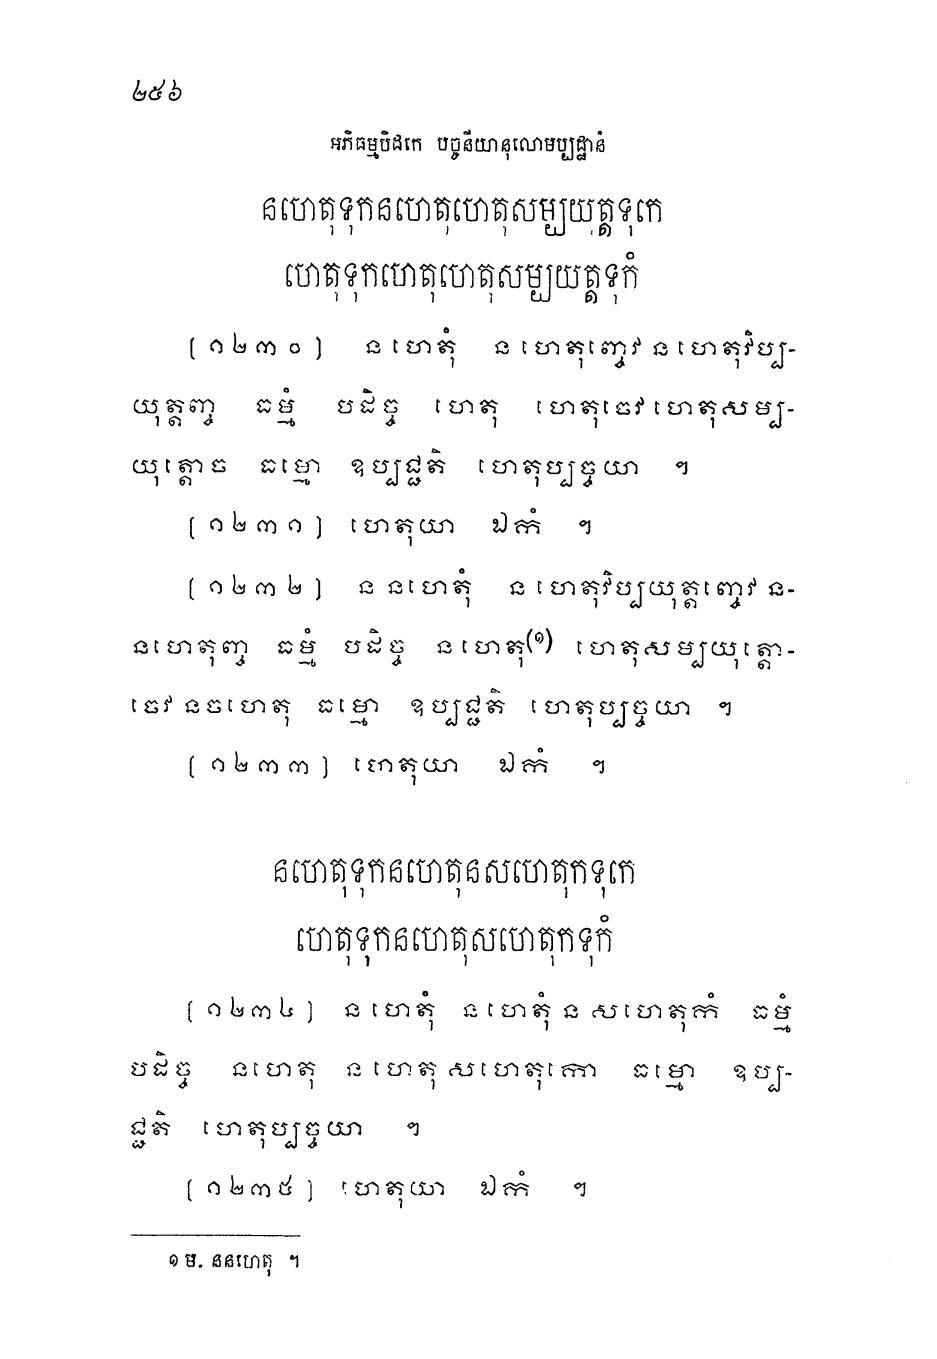 ២៥៦
អភិធម្មបិដកេ បច្ចនីយានុលោមប្បដ្ឋានំ
នហេតុទុកនហេតុហេតុសម្បយុត្តទុកេ
ហេតុទុកហេតុហេតុសម្បយត្តទុកំ
[១២៣០] ន ហេតុំ ន ហេតុញ្ចេវ ន ហេតុវិប្ប-
យុត្តញ្ច ធម្មំ បដិច្ច ហេតុ ហេតុចេវ ហេតុសម្ប-
យុត្តោច ធម្មោ ឧប្បជ្ជតិ ហេតុប្បច្ចយា ។
[១២៣១] ហេតុយា ឯកំ ។
[១២៣២] ន នហេតុំ ន ហេតុវិប្បយុត្តញ្ចេវ ន-
នហេតុញ្ច ធម្មំ បដិច្ច នហេតុ(១) ហេតុសម្បយុត្តោ-
ចេវ នចហេតុ ធម្មោ ឧប្បជ្ជតិ ហេតុប្បច្ចយា ។
[១២៣៣] ហេតុយា ឯកំ ។
នហេតុទុកនហេតុនសហេតុកទុកេ
ហេតុទុកនហេតុសហេតុកទុកំ
[១២៣៤] ន ហេតុំ ន ហេតុំ ន សហេតុកំ ធម្មំ
បដិច្ច នហេតុ ន ហេតុ សហេតុកោ ធម្មោ ឧប្ប-
ជ្ជតិ ហេតុប្បច្ចយា ។
[១២៣៥] ហេតុយា ឯកំ ។
១ ម. ននហេតុ ។